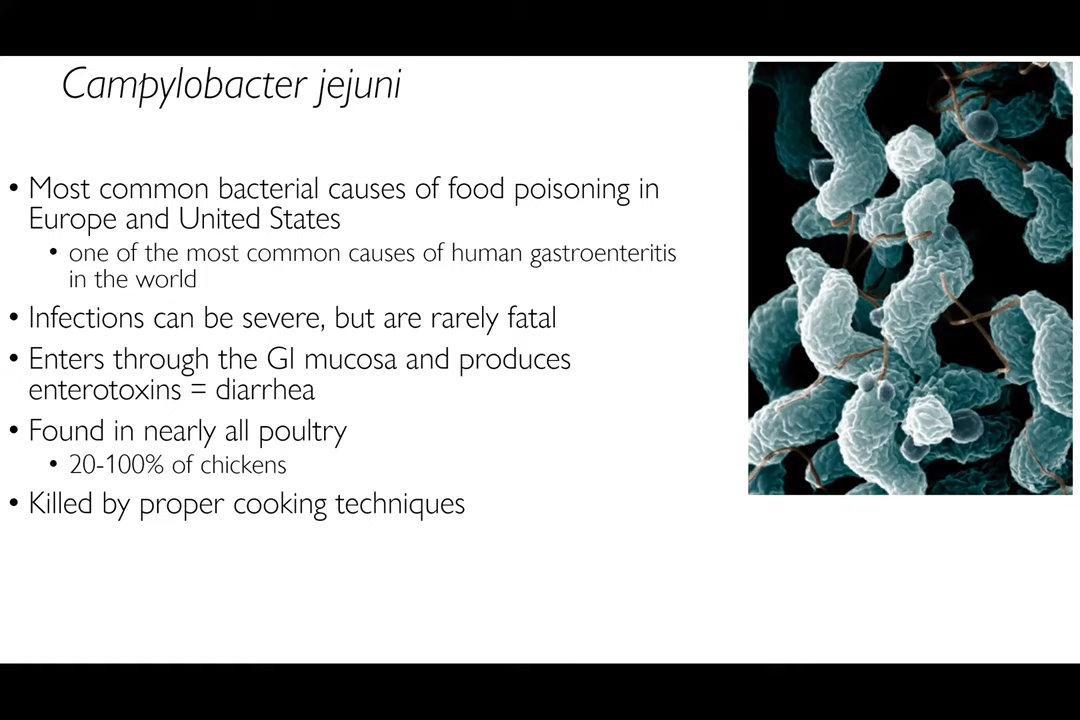 Campylobacter jejuni
• Most common bacterial causes of food poisoning in
Europe and United States
• one of the most common causes of human gastroenteritis
in the world
• Infections can be severe, but are rarely fatal
• Enters through the GI mucosa and produces
enterotoxins = diarrhea
• Found in nearly all poultry
• 20-100% of chickens
• Killed by proper cooking techniques